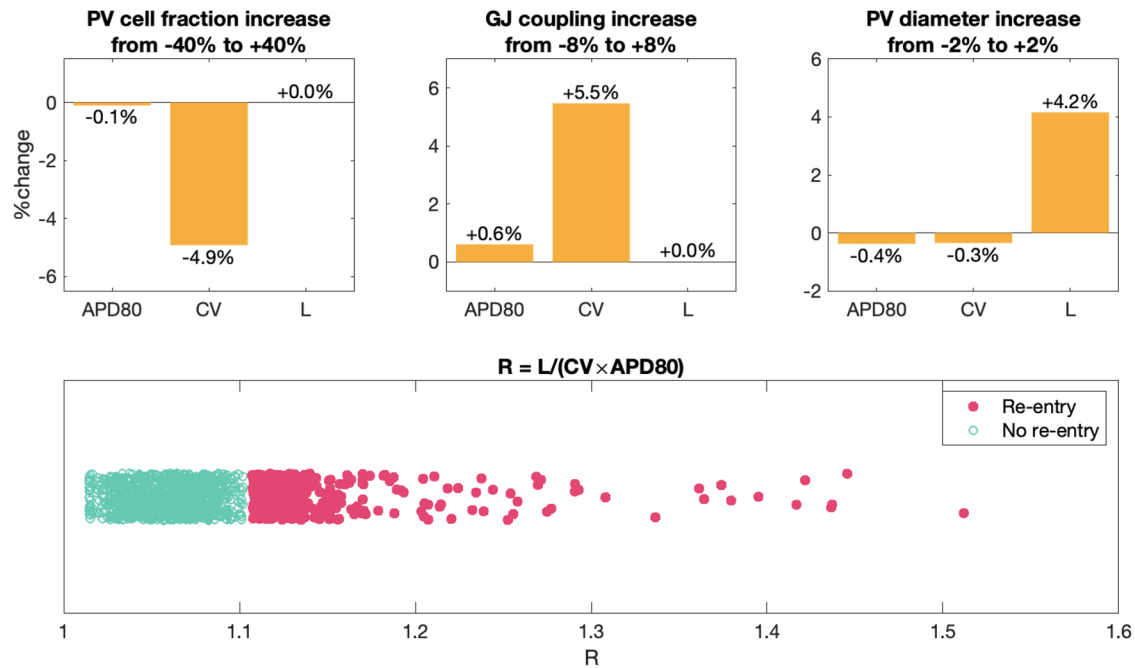 PV cell fraction increase
from -40% to +40%
GJ coupling increase
from -8% to +8%
PV diameter increase
from -2% to +2%
%change
0
-2
-4
-6
-0.1%
-4.9%
+0.0%
APD80
CV
L
6
4
2
0
+0.6%
+5.5%
+0.0%
APD80
CV
L
6
4
2
0
-2
-0.4%
-0.3%
+4.2%
APD80
CV
L
R = L/(CV×APD80)
Re-entry
No re-entry
1
1.1
1.2
1.3
1.4
1.5
1.6
R